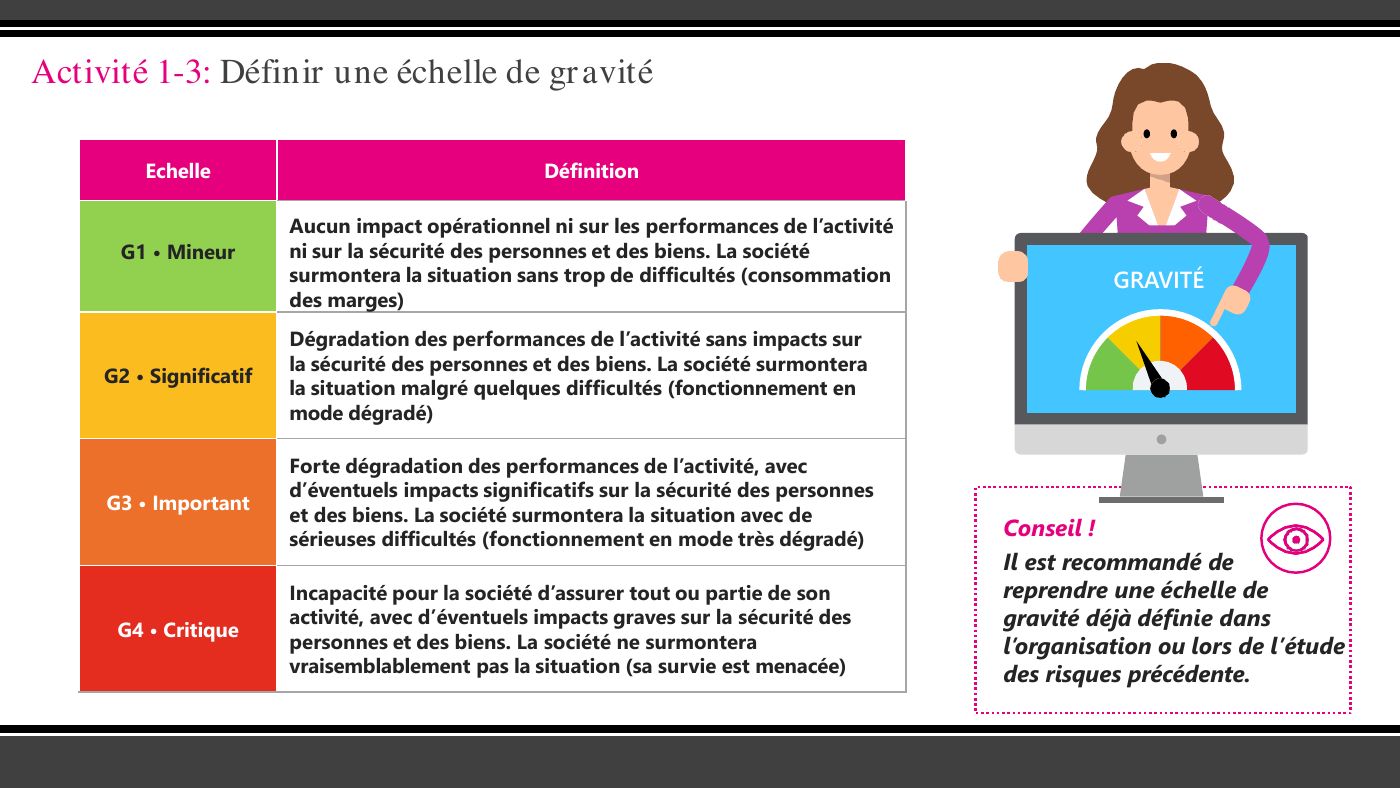 Activité 1-3: Définir une échelle de gravité
Echelle
Définition
G1 • Mineur
Aucun impact opérationnel ni sur les performances de l’activité
ni sur la sécurité des personnes et des biens. La société
surmontera la situation sans trop de difficultés (consommation
des marges)
G2 • Significatif
Dégradation des performances de l’activité sans impacts sur
la sécurité des personnes et des biens. La société surmontera
la situation malgré quelques difficultés (fonctionnement en
mode dégradé)
G3 • Important
Forte dégradation des performances de l’activité, avec
d’éventuels impacts significatifs sur la sécurité des personnes
et des biens. La société surmontera la situation avec de
sérieuses difficultés (fonctionnement en mode très dégradé)
G4 • Critique
Incapacité pour la société d’assurer tout ou partie de son
activité, avec d’éventuels impacts graves sur la sécurité des
personnes et des biens. La société ne surmontera
vraisemblablement pas la situation (sa survie est menacée)
GRAVITÉ
Conseil !
Il est recommandé de
reprendre une échelle de
gravité déjà définie dans
l'organisation ou lors de l'étude
des risques précédente.